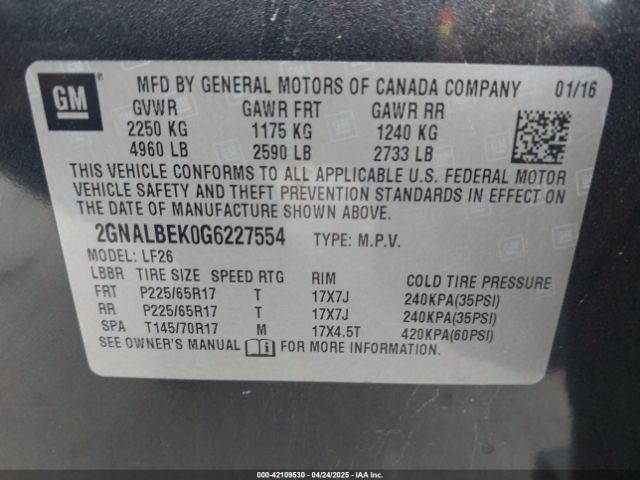 GM ®
MFD BY GENERAL MOTORS OF CANADA COMPANY 01/16
GVWR GAWR FRT GAWR RR
2250 KG 1175 KG 1240 KG
4960 LB 2590 LB 2733 LB
THIS VEHICLE CONFORMS TO ALL APPLICABLE U.S. FEDERAL MOTOR
VEHICLE SAFETY AND THEFT PREVENTION STANDARDS IN EFFECT ON
THE DATE OF MANUFACTURE SHOWN ABOVE.
2GNALBEK0G6227554 TYPE: M.P.V.
MODEL: LF26
LBBR TIRE SIZE SPEED RTG RIM COLD TIRE PRESSURE
FRT P225/65R17 T 17X7J 240KPA(35PSI)
RR P225/65R17 T 17X7J 240KPA(35PSI)
SPA T145/70R17 M 17X4.5T 420KPA(60PSI)
SEE OWNER'S MANUAL FOR MORE INFORMATION.
000-42109530 - 04/24/2025 - IAA Inc.